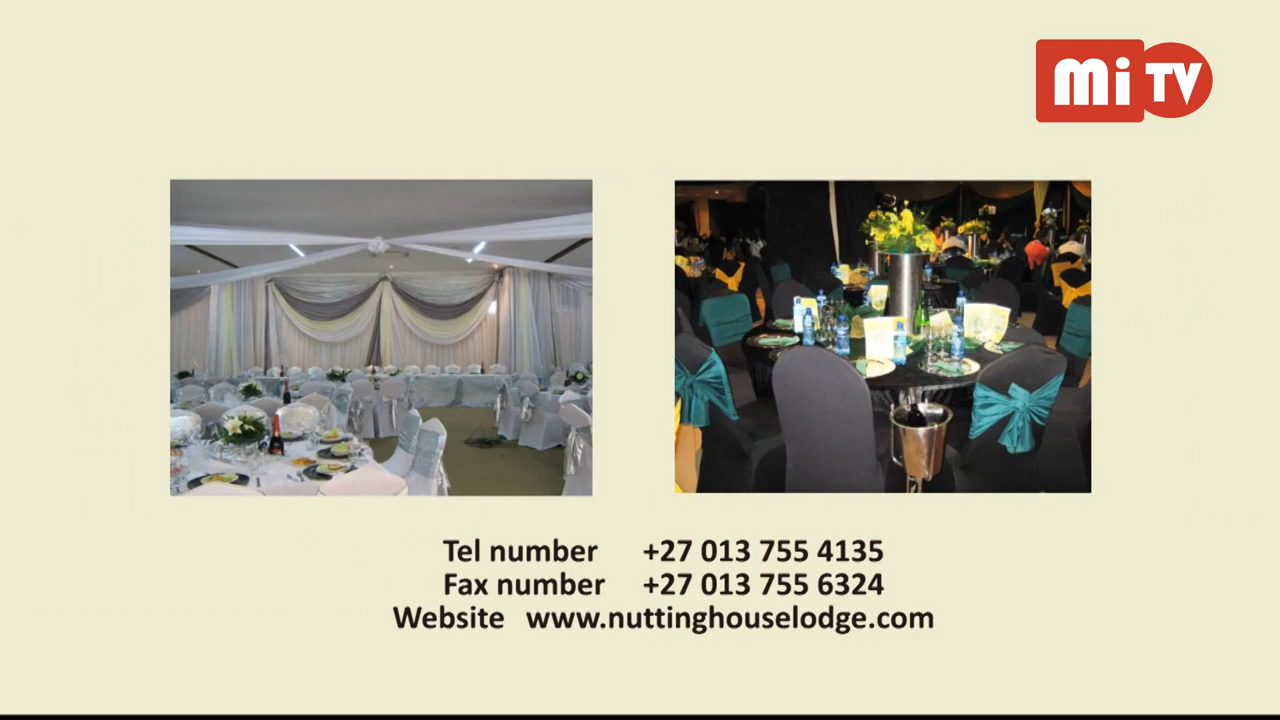 Mi TV
Tel number +27 013 755 4135
Fax number +27 013 755 6324
Website www.nuttinghouselodge.com